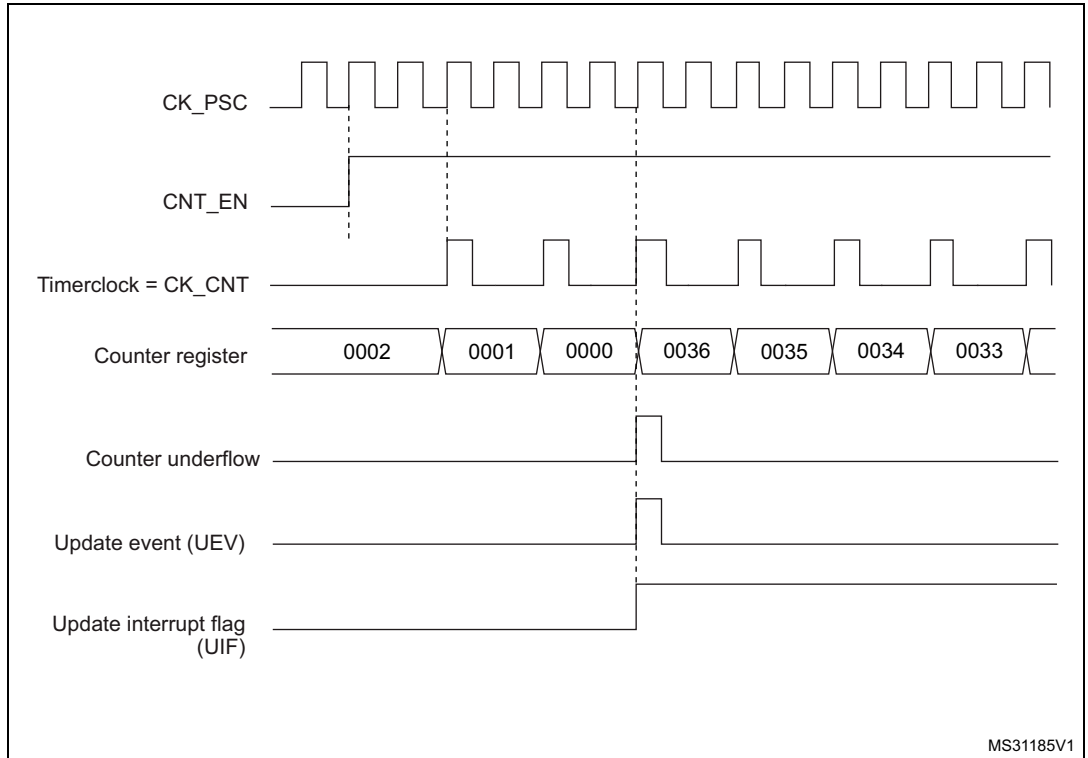 CK_PSC
CNT_EN
Timerclock = CK_CNT
Counter register
0002 0001 0000 0036 0035 0034 0033
Counter underflow
Update event (UEV)
Update interrupt flag
(UIF)
MS31185V1